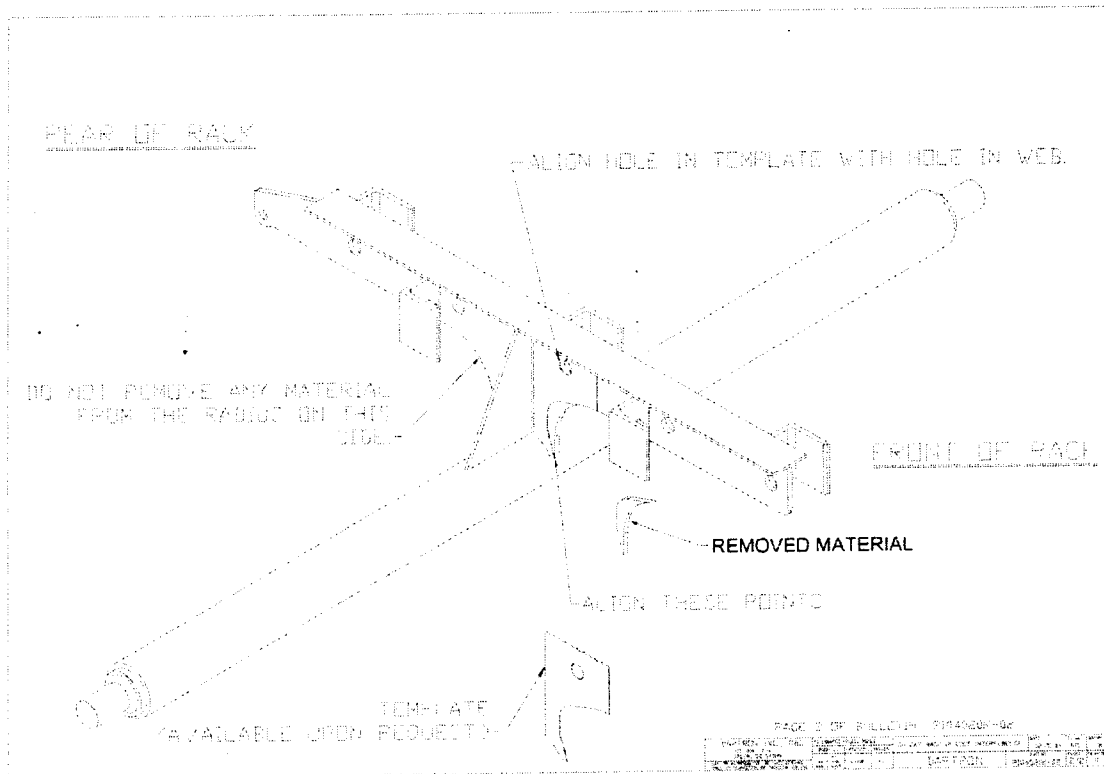 REAR OF RACK
ALIGN HOLE IN TEMPLATE WITH HOLE IN WEB.
DO NOT REMOVE ANY MATERIAL
FROM THE RADIUS ON THIS
SIDE.
FRONT OF RACK
REMOVED MATERIAL
ALIGN THESE POINTS
TEMPLATE
(AVAILABLE UPON REQUEST)
PAGE 2 OF BULLETIN